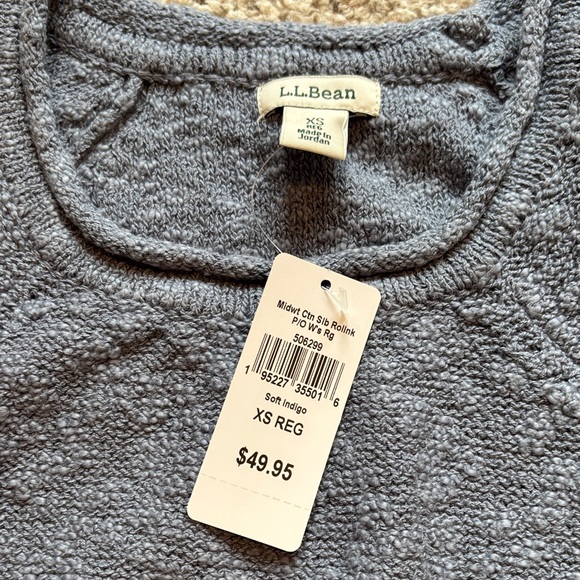 L.L.Bean
XS
REG
Made in
Jordan
Midwt Ctn Slb Rollnk
P/O W's Rg
506299
1 95227 35501 6
Soft Indigo
XS REG
$49.95